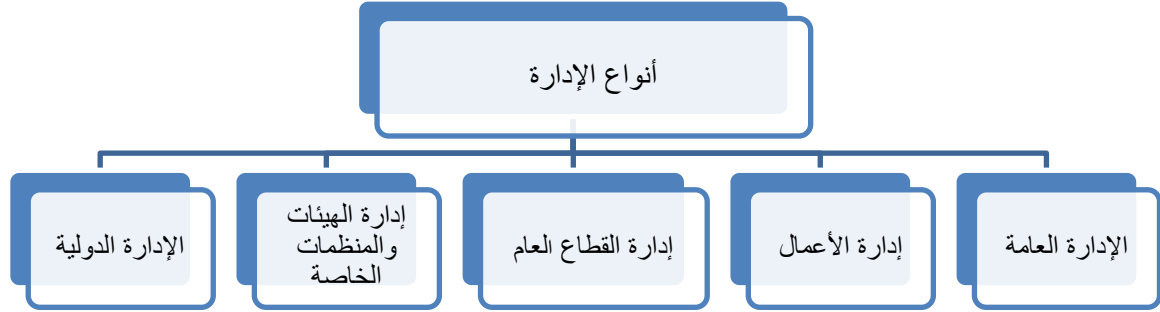 أنواع الإدارة
الإدارة العامة
إدارة الأعمال
إدارة القطاع العام
إدارة الهيئات
والمنظمات
الخاصة
الإدارة الدولية